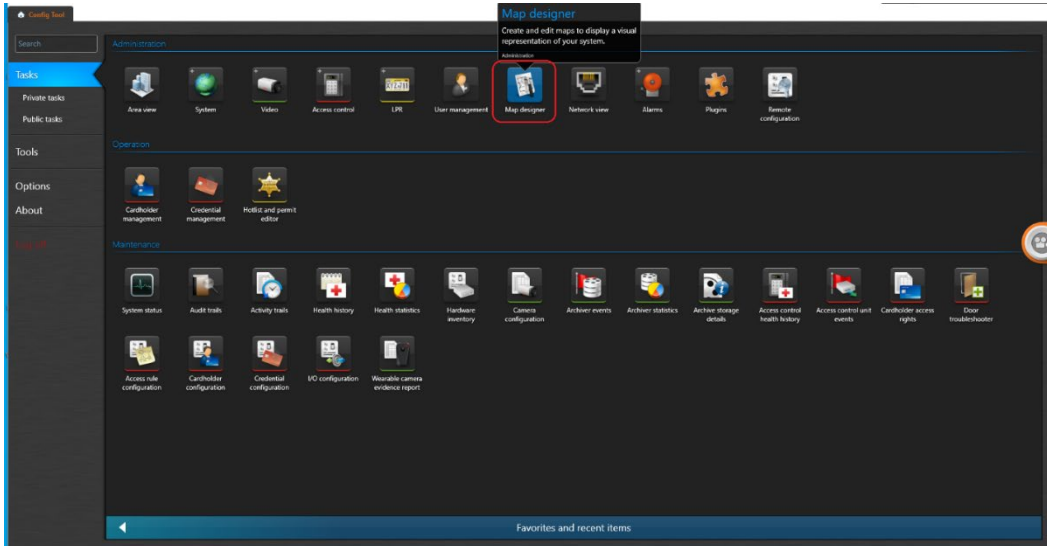 Config Tool
Map designer
Create and edit maps to display a visual
representation of your system.
Administration
Search
Tasks
Private tasks
Public tasks
Tools
Options
About
Log off
Administration
Area view
System
Video
Access control
LPR
User management
Map designer
Network view
Alarms
Plugins
Remote
configuration
Operation
Cardholder
management
Credential
management
Hotlist and permit
editor
Maintenance
System status
Audit trails
Activity trails
Health history
Health statistics
Hardware
inventory
Camera
configuration
Archiver events
Archiver statistics
Archive storage
details
Access control
health history
Access control unit
events
Cardholder access
rights
Door
troubleshooter
Access rule
configuration
Cardholder
configuration
Credential
configuration
I/O configuration
Wearable camera
evidence report
Favorites and recent items